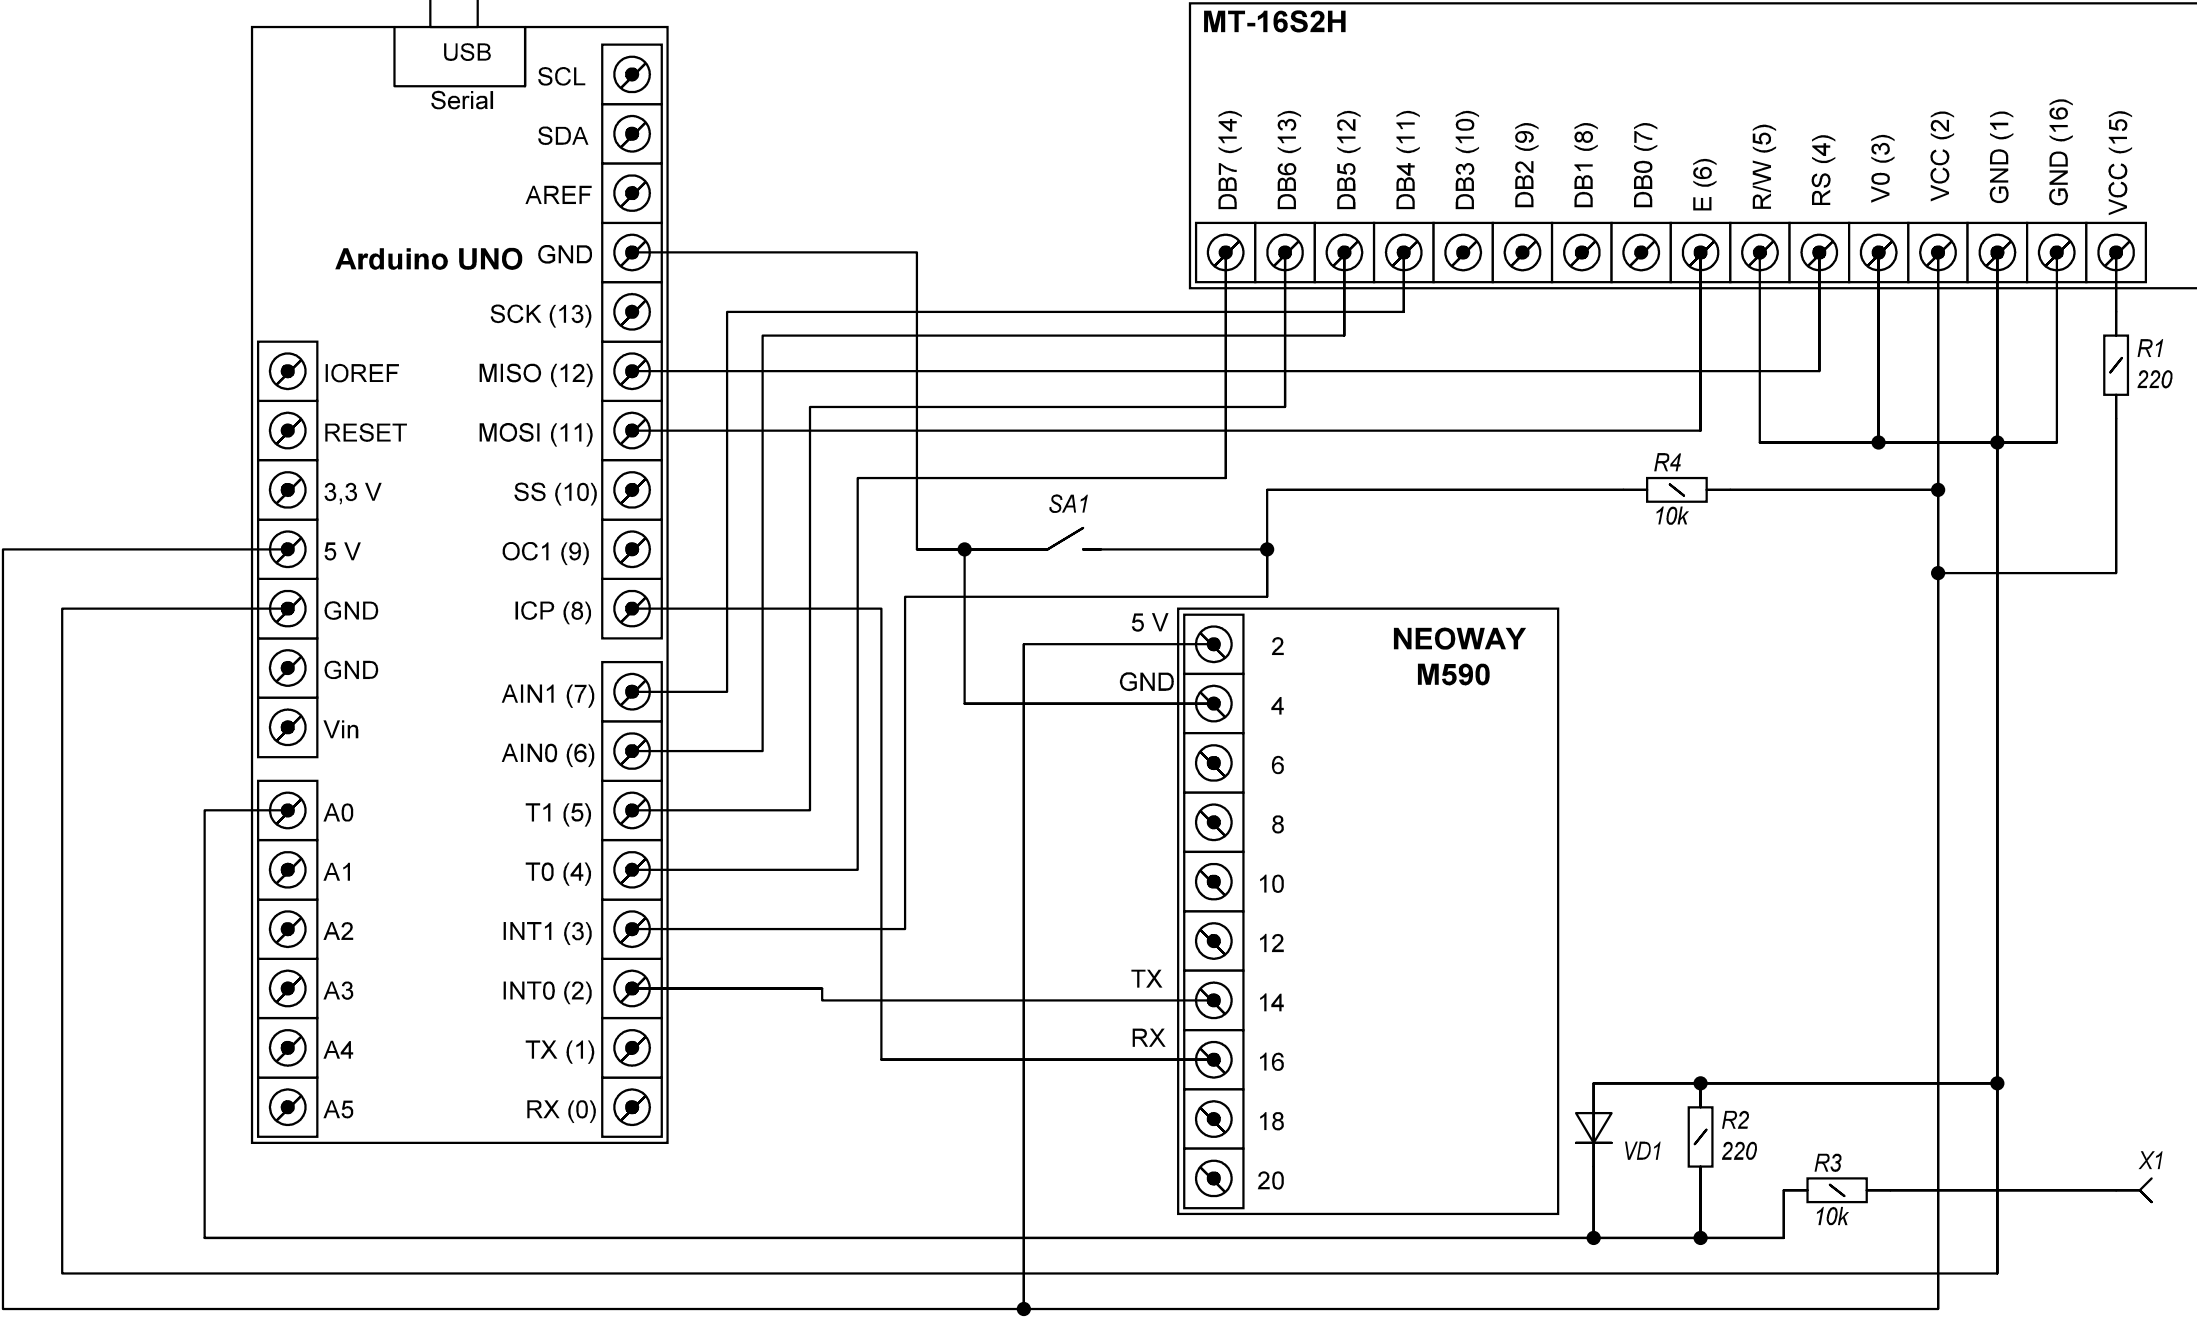 MT-16S2H
DB7 (14)
DB6 (13)
DB5 (12)
DB4 (11)
DB3 (10)
DB2 (9)
DB1 (8)
DB0 (7)
E (6)
R/W (5)
RS (4)
V0 (3)
VCC (2)
GND (1)
GND (16)
VCC (15)
USB
Serial
Arduino UNO
SCL
SDA
AREF
GND
SCK (13)
MISO (12)
MOSI (11)
SS (10)
OC1 (9)
ICP (8)
AIN1 (7)
AIN0 (6)
T1 (5)
T0 (4)
INT1 (3)
INT0 (2)
TX (1)
RX (0)
IOREF
RESET
3,3 V
5 V
GND
GND
Vin
A0
A1
A2
A3
A4
A5
R1
220
R4
10k
SA1
NEOWAY
M590
5 V
2
GND
4
6
8
10
12
TX
14
RX
16
18
20
VD1
R2
220
R3
10k
X1